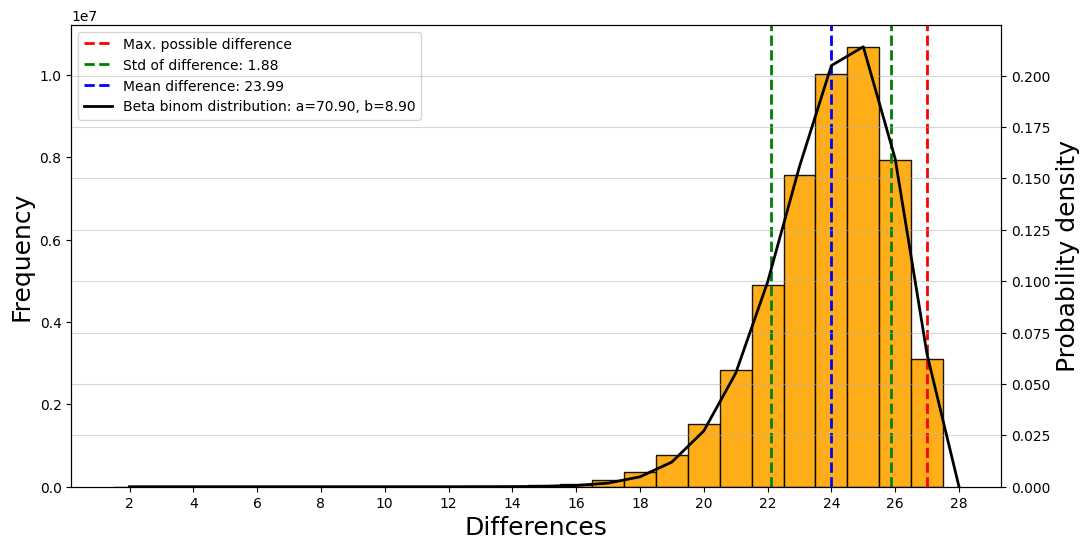 1e7
Max. possible difference
Std of difference: 1.88
Mean difference: 23.99
Beta binom distribution: a=70.90, b=8.90
1.0
0.8
0.6
0.4
0.2
0.0
Frequency
0.200
0.175
0.150
0.125
0.100
0.075
0.050
0.025
0.000
Probability density
2 4 6 8 10 12 14 16 18 20 22 24 26 28
Differences